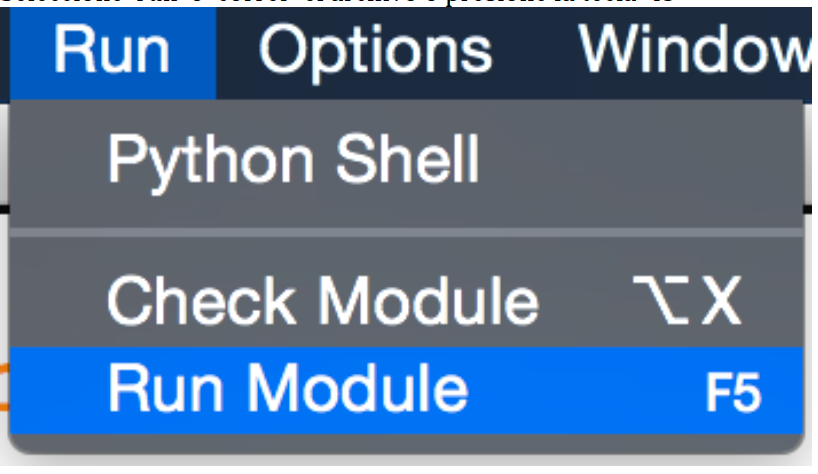 Run Options Window
Python Shell
Check Module ⌥X
Run Module F5